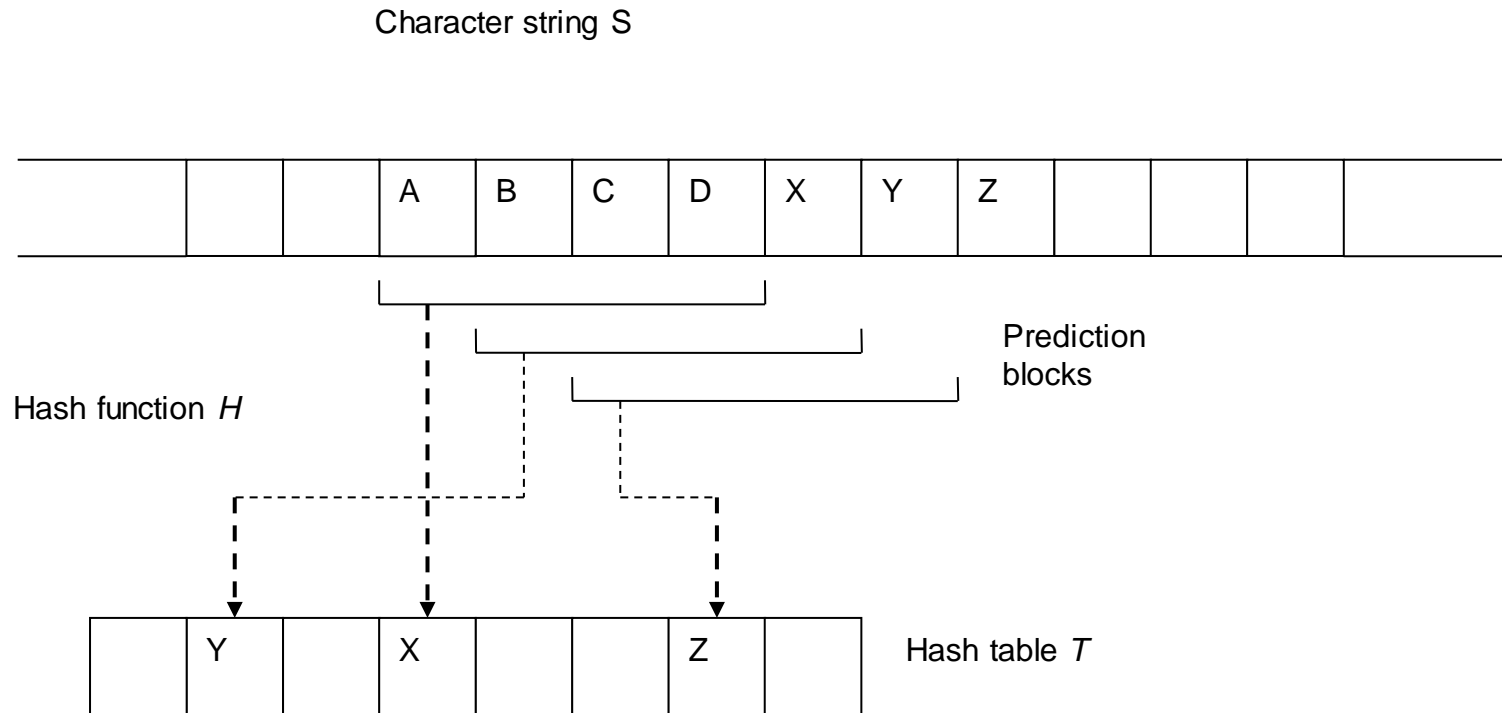 Character string S
A B C D X Y Z
Prediction
blocks
Hash function H
Y X Z
Hash table T